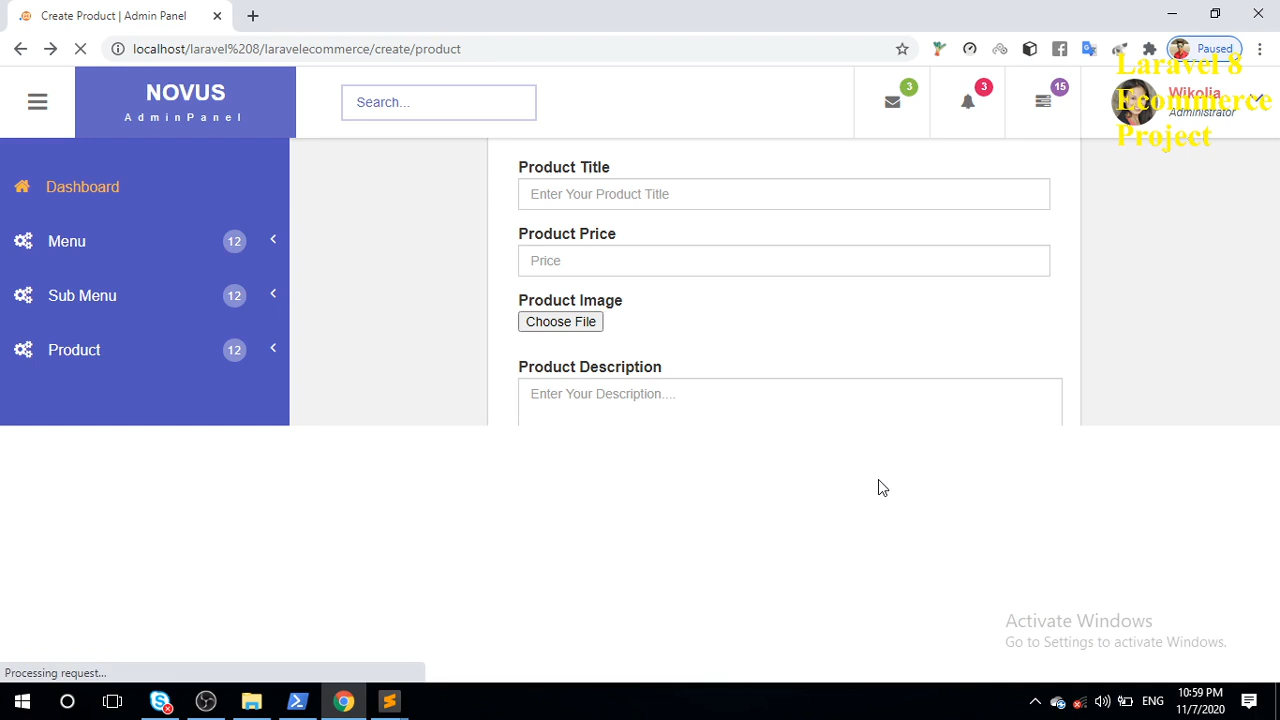 Create Product | Admin Panel
localhost/laravel%208/laravelecommerce/create/product
Paused
NOVUS
AdminPanel
Search...
3
3
15
Wikolia
Administrator
Laravel 8
Ecommerce
Project
Dashboard
Menu 12
Sub Menu 12
Product 12
Product Title
Enter Your Product Title
Product Price
Price
Product Image
Choose File
Product Description
Enter Your Description....
Activate Windows
Go to Settings to activate Windows.
Processing request...
ENG
10:59 PM
11/7/2020